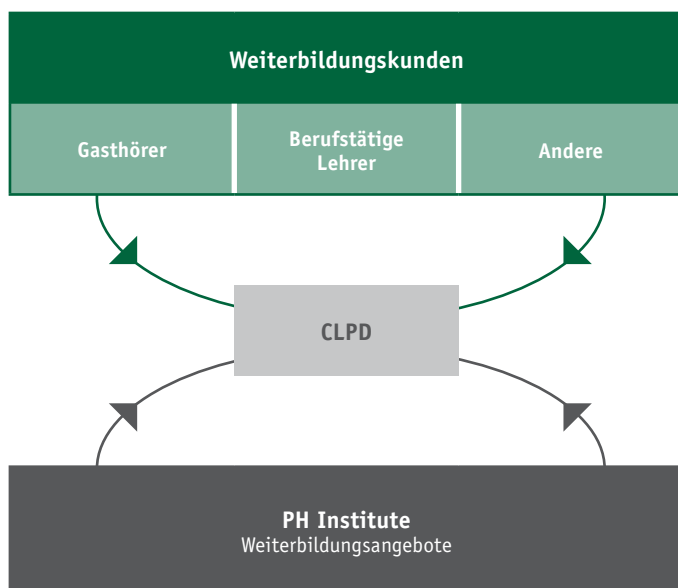 Weiterbildungskunden
Gasthörer
Berufstätige
Lehrer
Andere
CLPD
PH Institute
Weiterbildungsangebote